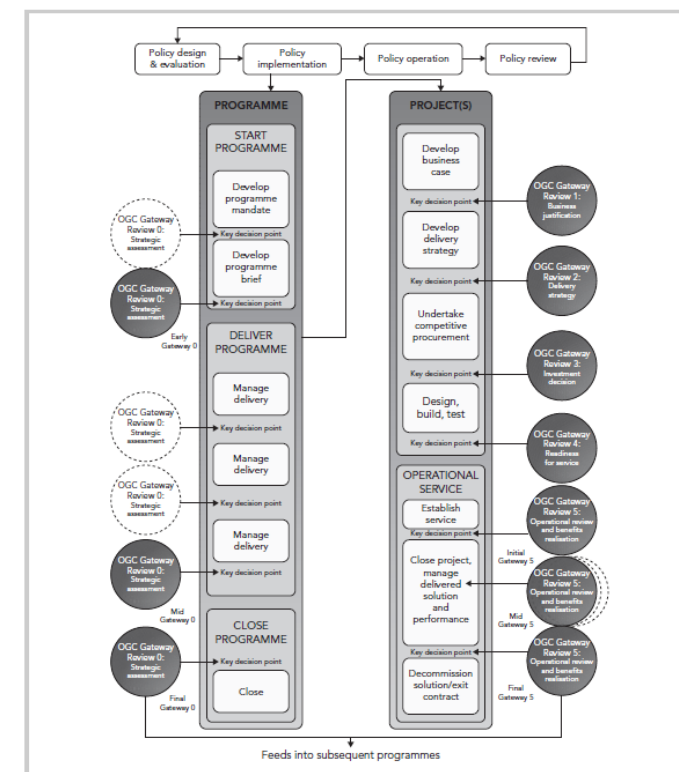 Policy design
& evaluation
Policy
implementation
Policy operation
Policy review
PROGRAMME
START
PROGRAMME
Develop
programme
mandate
Key decision point
Develop
programme
brief
Key decision point
DELIVER
PROGRAMME
Manage
delivery
Key decision point
Manage
delivery
Key decision point
Manage
delivery
Key decision point
CLOSE
PROGRAMME
Key decision point
Close
OGC Gateway
Review 0:
Strategic
assessment
OGC Gateway
Review 0:
Strategic
assessment
Early
Gateway 0
OGC Gateway
Review 0:
Strategic
assessment
OGC Gateway
Review 0:
Strategic
assessment
OGC Gateway
Review 0:
Strategic
assessment
Mid
Gateway 0
OGC Gateway
Review 0:
Strategic
assessment
Final
Gateway 0
PROJECT(S)
Develop
business
case
Key decision point
Develop
delivery
strategy
Key decision point
Undertake
competitive
procurement
Key decision point
Design,
build, test
Key decision point
OPERATIONAL
SERVICE
Establish
service
Key decision point
Close project,
manage
delivered
solution
and
performance
Key decision point
Decommission
solution/exit
contract
OGC Gateway
Review 1:
Business
justification
OGC Gateway
Review 2:
Delivery
strategy
OGC Gateway
Review 3:
Investment
decision
OGC Gateway
Review 4:
Readiness
for service
OGC Gateway
Review 5:
Operational review
and benefits
realisation
Initial
Gateway 5
OGC Gateway
Review 5:
Operational review
and benefits
realisation
Mid
Gateway 5
OGC Gateway
Review 5:
Operational review
and benefits
realisation
Final
Gateway 5
Feeds into subsequent programmes